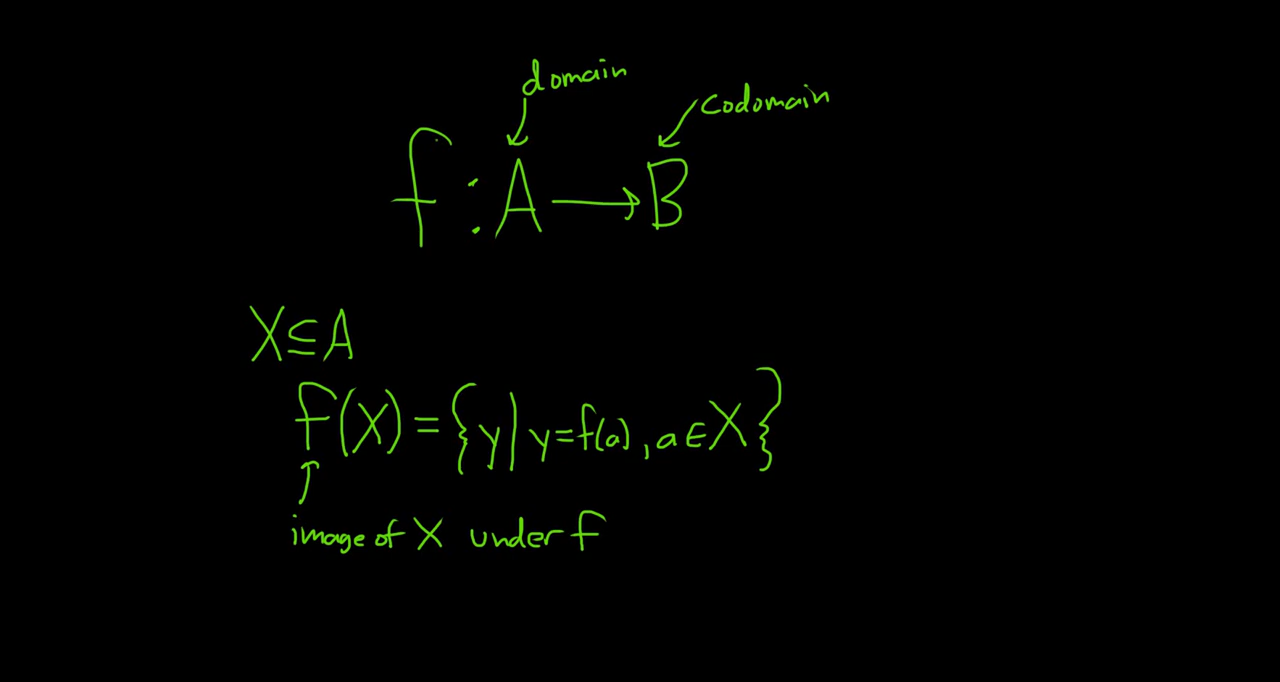 domain
Codomain
f : A → B
X ⊆ A
f(X) = {y | y = f(a), a ∈ X}
image of X under f